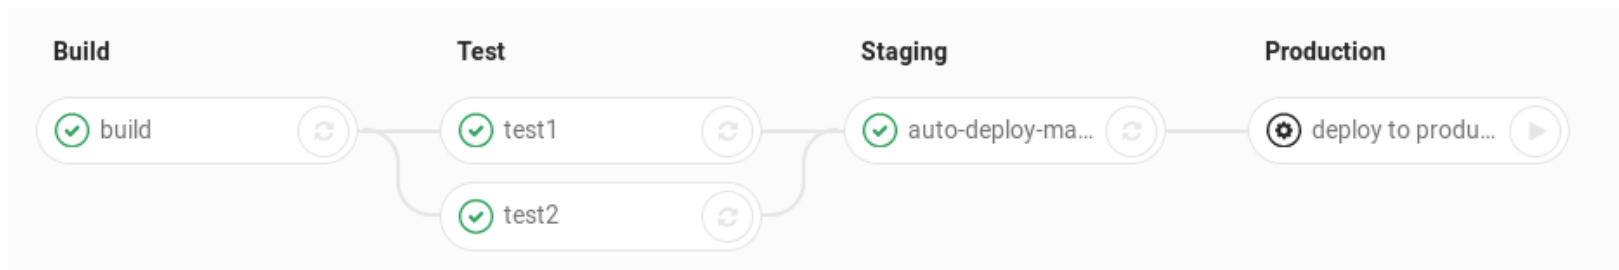 Build Test Staging Production
build test1 auto-deploy-ma... deploy to produ...
test2